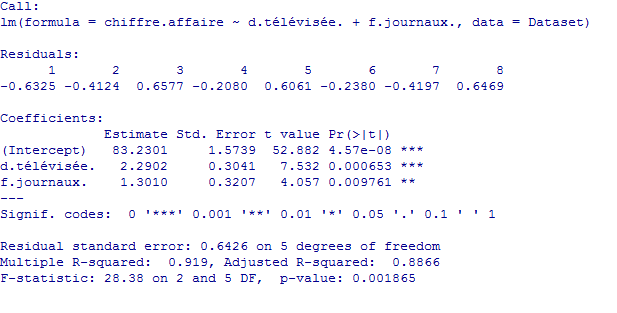 Call:
lm(formula = chiffre.affaire ~ d.télévisée. + f.journaux., data = Dataset)
Residuals:
1 2 3 4 5 6 7 8
-0.6325 -0.4124 0.6577 -0.2080 0.6061 -0.2380 -0.4197 0.6469
Coefficients:
Estimate Std. Error t value Pr(>|t|)
(Intercept) 83.2301 1.5739 52.882 4.57e-08 ***
d.télévisée. 2.2902 0.3041 7.532 0.000653 ***
f.journaux. 1.3010 0.3207 4.057 0.009761 **
---
Signif. codes: 0 '***' 0.001 '**' 0.01 '*' 0.05 '.' 0.1 ' ' 1
Residual standard error: 0.6426 on 5 degrees of freedom
Multiple R-squared: 0.919, Adjusted R-squared: 0.8866
F-statistic: 28.38 on 2 and 5 DF, p-value: 0.001865